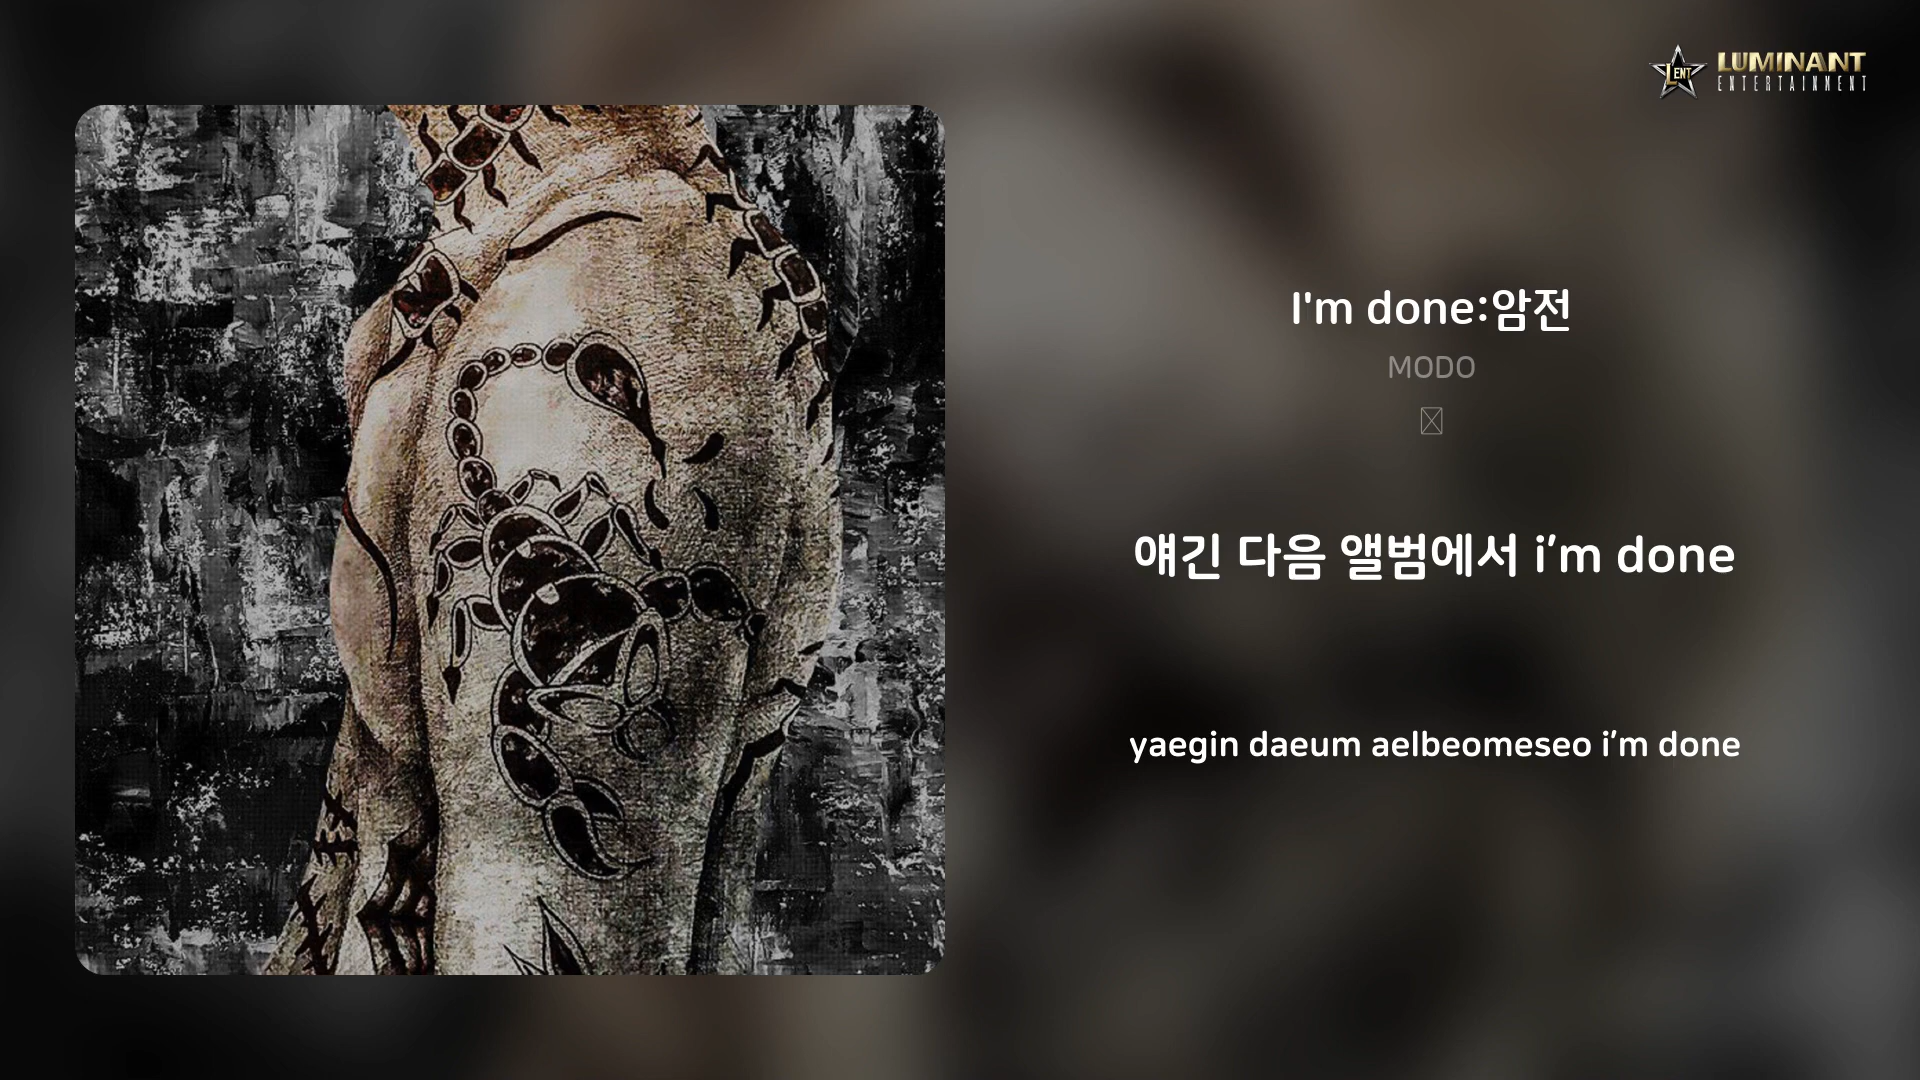 LENT
LUMINANT
ENTERTAINMENT
I'm done:암전
MODO
얘긴 다음 앨범에서 i’m done
yaegin daeum aelbeomeseo i’m done